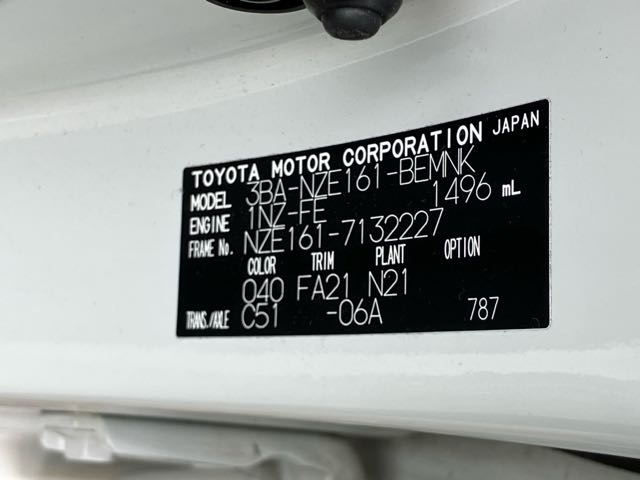 TOYOTA MOTOR CORPORATION JAPAN
MODEL 3BA-NZE161-BEMNK
ENGINE 1NZ-FE 1496 mL
FRAME No. NZE161-7132227
COLOR TRIM PLANT OPTION
040 FA21 N21
TRANS./AXLE C51 -06A 787